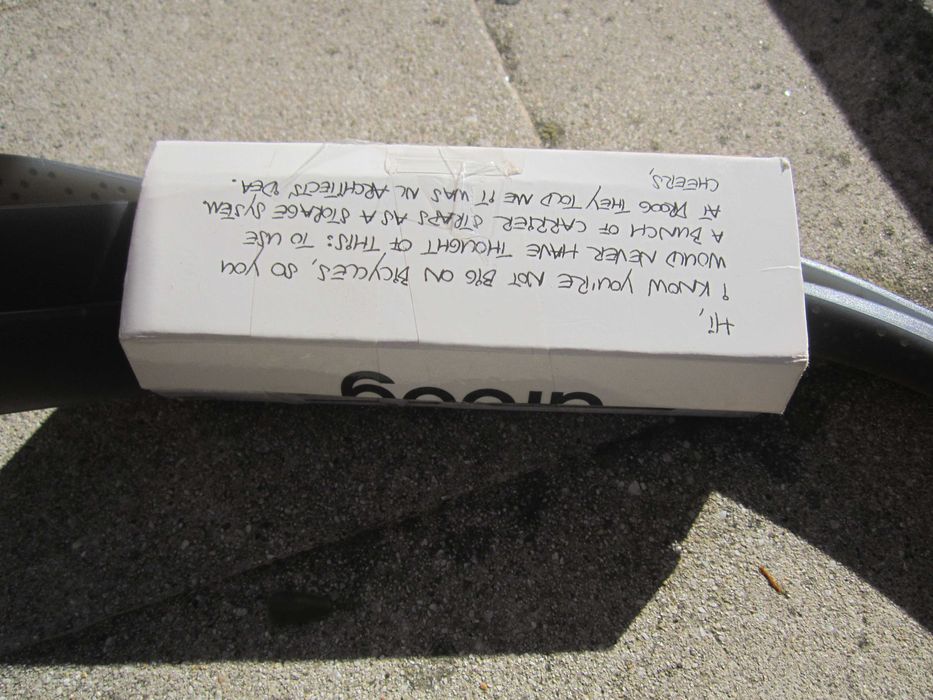 Hi,
I KNOW YOU'RE NOT BIG ON BICYCLES, SO YOU
WOULD NEVER HAVE THOUGHT OF THIS: TO USE
A BUNCH OF CARRIER STRAPS AS A STORAGE SYSTEM
AT DROOG THEY TOLD ME IT WAS NL ARCHITECTS IDEA.
CHEERS,
droog